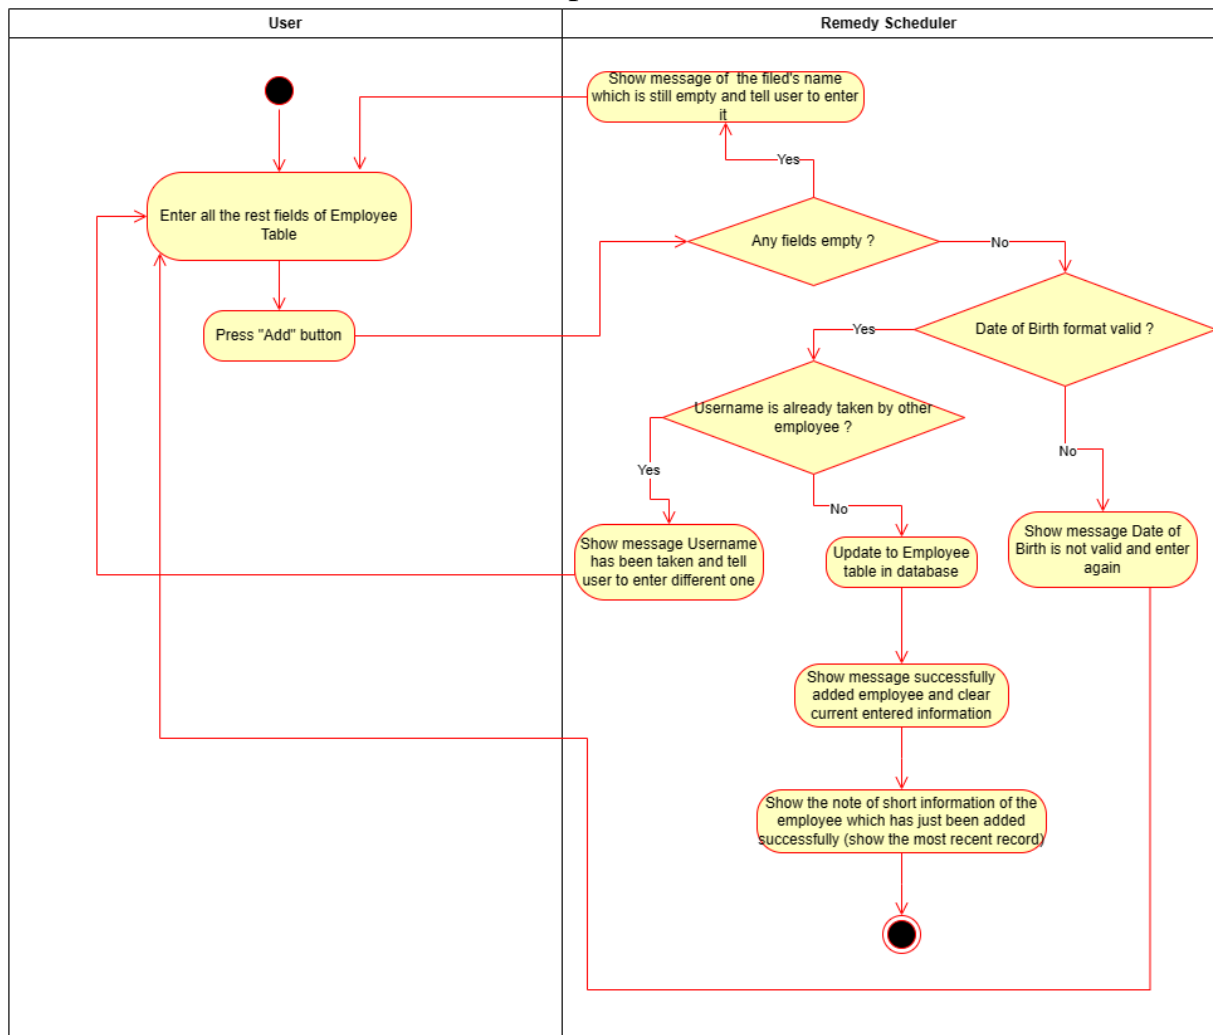 User
Remedy Scheduler
Show message of the filed's name
which is still empty and tell user to enter
it
Yes
Enter all the rest fields of Employee
Table
Any fields empty ?
No
Press "Add" button
Date of Birth format valid ?
Yes
Username is already taken by other
employee ?
No
Yes
No
Show message Username
has been taken and tell
user to enter different one
Update to Employee
table in database
Show message Date of
Birth is not valid and enter
again
Show message successfully
added employee and clear
current entered information
Show the note of short information of the
employee which has just been added
successfully (show the most recent record)